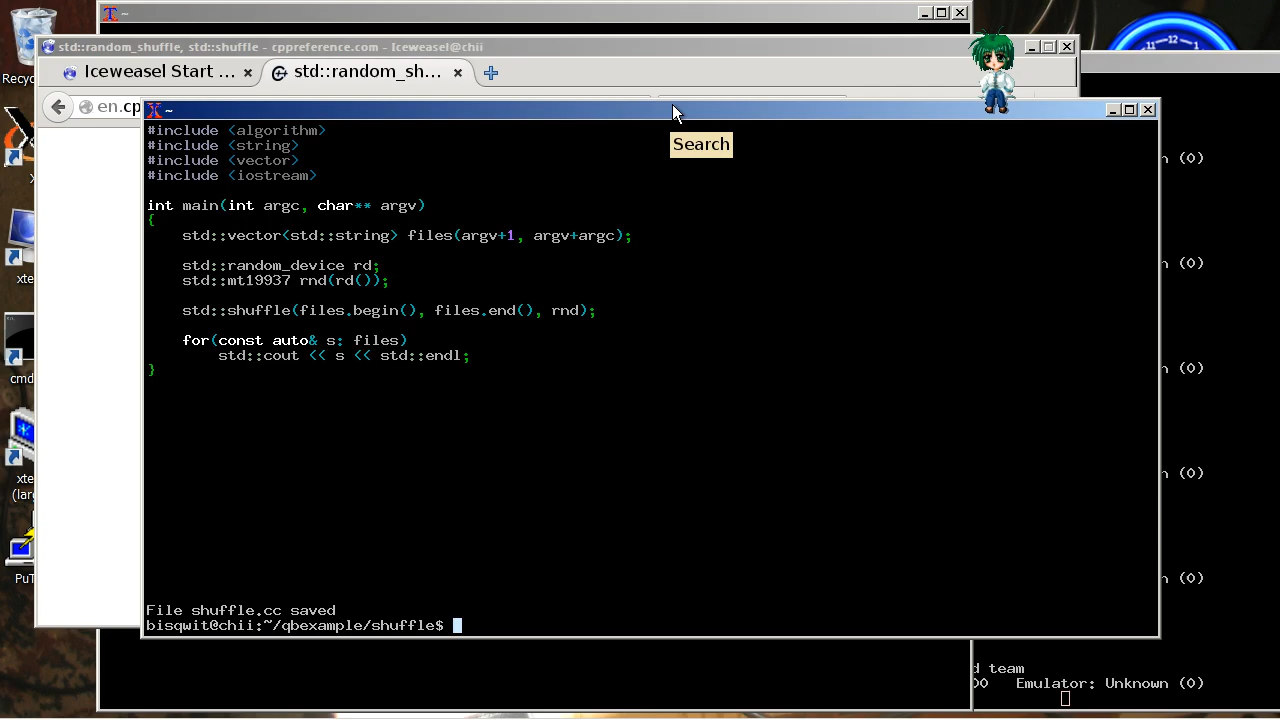 ~
Recyc
std::random_shuffle, std::shuffle - cppreference.com - Iceweasel@chii
Iceweasel Start ...
std::random_sh...
en.cp
~
Search
#include <algorithm>
#include <string>
#include <vector>
#include <iostream>
int main(int argc, char** argv)
{
std::vector<std::string> files(argv+1, argv+argc);
std::random_device rd;
std::mt19937 rnd(rd());
std::shuffle(files.begin(), files.end(), rnd);
for(const auto& s: files)
std::cout << s << std::endl;
}
File shuffle.cc saved
bisqwit@chii:~/qbexample/shuffle$
n (0)
n (0)
n (0)
n (0)
n (0)
d team
DO Emulator: Unknown (0)
x
xte
cmd
xte
(larg
PuT
11 12 1